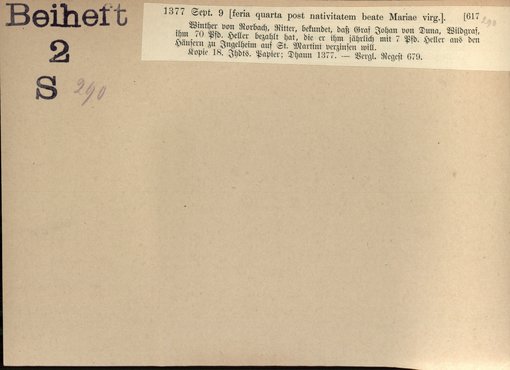 Beiheft
2
S 290
1377 Sept. 9 [feria quarta post nativitatem beate Mariae virg.]. [617 290
Winther von Rorbach, Ritter, bekundet, daß Graf Johan von Duna, Wildgraf,
ihm 70 Pfd. Heller bezahlt hat, die er ihm jährlich mit 7 Pfd. Heller aus den
Häusern zu Ingelheim auf St. Martini verzinsen will.
Kopie 18. Jhdts. Papier; Dhaun 1377. — Vergl. Regest 679.